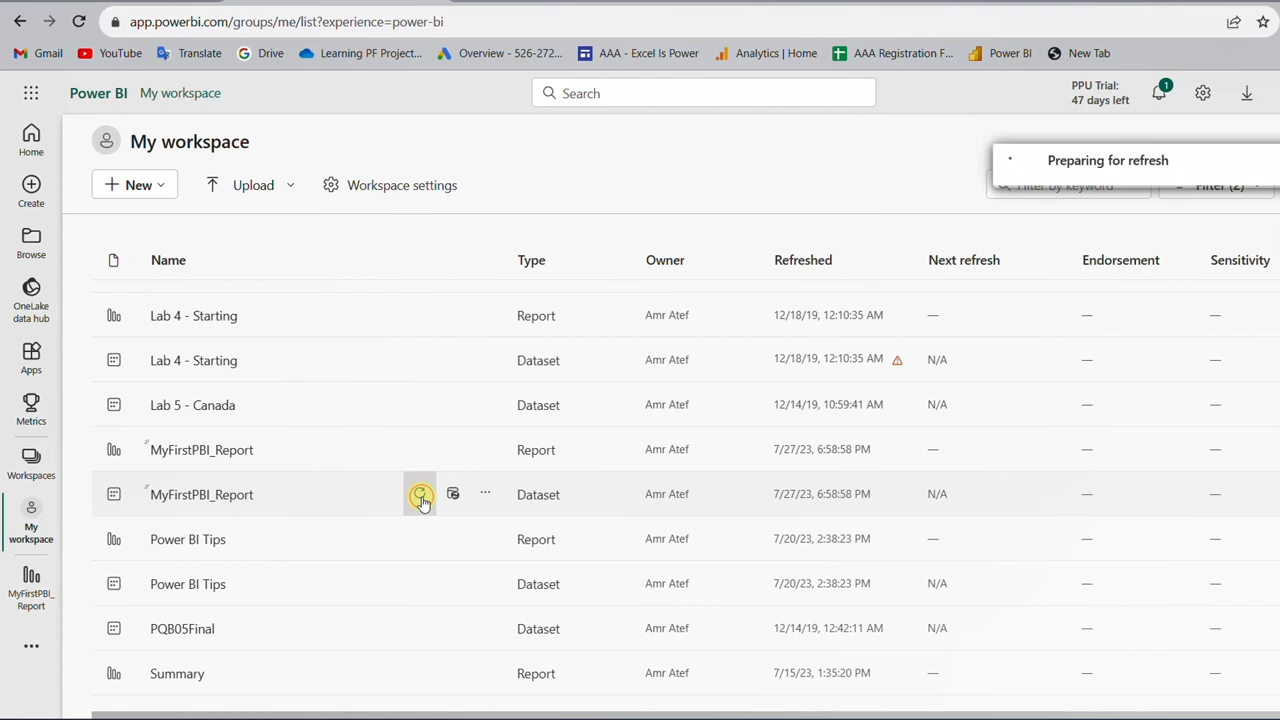 app.powerbi.com/groups/me/list?experience=power-bi
Gmail YouTube Translate Drive Learning PF Project... Overview - 526-272... AAA - Excel Is Power Analytics | Home AAA Registration F... Power BI New Tab
Power BI My workspace Search PPU Trial: 1
47 days left
Home
Create
Browse
OneLake
data hub
Apps
Metrics
Workspaces
My
workspace
MyFirstPBI_
Report
My workspace
Preparing for refresh
New Upload Workspace settings Filter by keyword Filter (2)
Name Type Owner Refreshed Next refresh Endorsement Sensitivity
Lab 4 - Starting Report Amr Atef 12/18/19, 12:10:35 AM — — —
Lab 4 - Starting Dataset Amr Atef 12/18/19, 12:10:35 AM N/A — —
Lab 5 - Canada Dataset Amr Atef 12/14/19, 10:59:41 AM N/A — —
MyFirstPBI_Report Report Amr Atef 7/27/23, 6:58:58 PM — — —
MyFirstPBI_Report Dataset Amr Atef 7/27/23, 6:58:58 PM N/A — —
Power BI Tips Report Amr Atef 7/20/23, 2:38:23 PM — — —
Power BI Tips Dataset Amr Atef 7/20/23, 2:38:23 PM N/A — —
PQB05Final Dataset Amr Atef 12/14/19, 12:42:11 AM N/A — —
Summary Report Amr Atef 7/15/23, 1:35:20 PM — — —